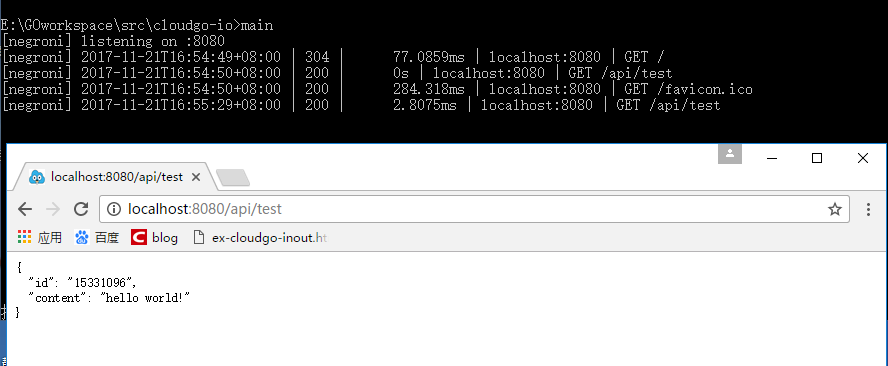 E:\GOworkspace\src\cloudgo-io>main
[negroni] listening on :8080
[negroni] 2017-11-21T16:54:49+08:00 | 304 | 77.0859ms | localhost:8080 | GET /
[negroni] 2017-11-21T16:54:50+08:00 | 200 | 0s | localhost:8080 | GET /api/test
[negroni] 2017-11-21T16:54:50+08:00 | 200 | 284.318ms | localhost:8080 | GET /favicon.ico
[negroni] 2017-11-21T16:55:29+08:00 | 200 | 2.8075ms | localhost:8080 | GET /api/test
localhost:8080/api/test
localhost:8080/api/test
应用 百度 blog ex-cloudgo-inout.ht
{
"id": "15331096",
"content": "hello world!"
}